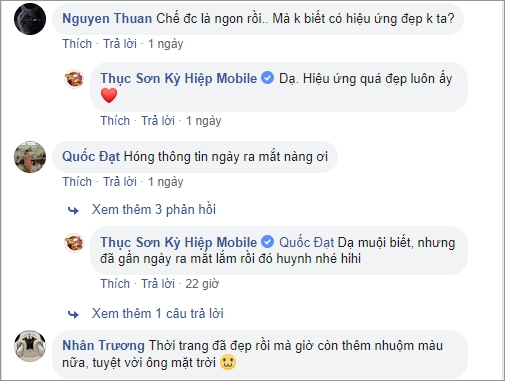 Nguyen Thuan Chế đc là ngon rồi.. Mà k biết có hiệu ứng đẹp k ta?
Thích · Trả lời · 1 ngày
Thục Sơn Kỳ Hiệp Mobile Dạ. Hiệu ứng quá đẹp luôn ấy
❤
Thích · Trả lời · 1 ngày
Quốc Đạt Hóng thông tin ngày ra mắt nàng ơi
Thích · Trả lời · 1 ngày
Xem thêm 3 phản hồi
Thục Sơn Kỳ Hiệp Mobile Quốc Đạt Dạ muội biết, nhưng
đã gần ngày ra mắt lắm rồi đó huynh nhé hihi
Thích · Trả lời · 22 giờ
Xem thêm 1 câu trả lời
Nhân Trương Thời trang đã đẹp rồi mà giờ còn thêm nhuộm màu
nữa, tuyệt vời ông mặt trời